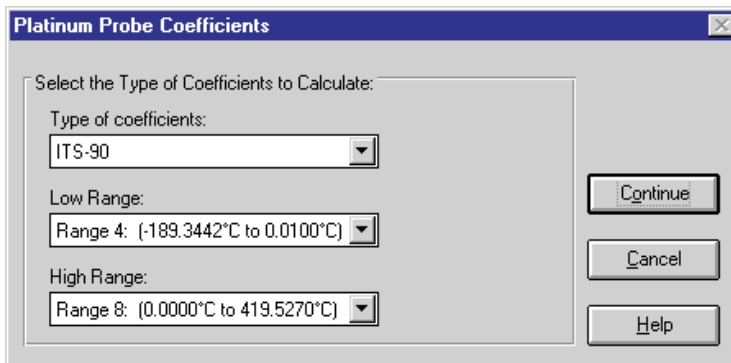 Platinum Probe Coefficients
Select the Type of Coefficients to Calculate:
Type of coefficients:
ITS-90
Low Range:
Range 4: (-189.3442°C to 0.0100°C)
High Range:
Range 8: (0.0000°C to 419.5270°C)
Continue
Cancel
Help